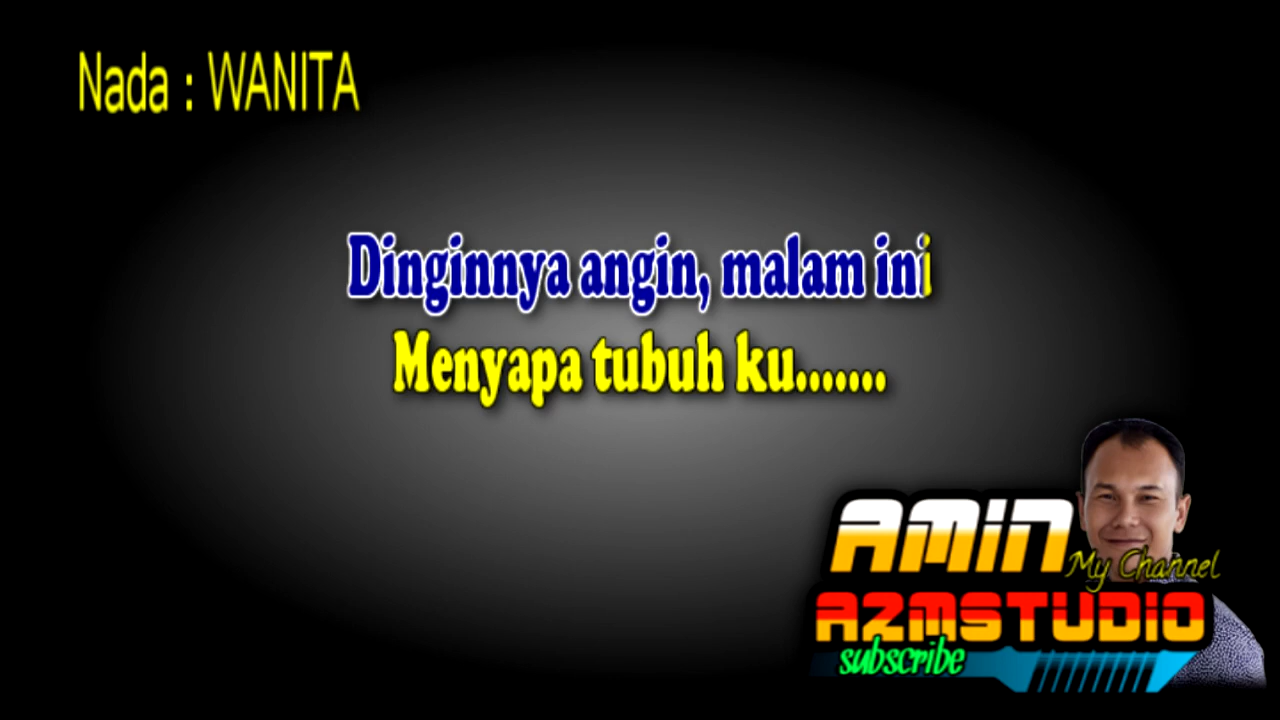 Nada : WANITA
Dinginnya angin, malam ini
Menyapa tubuh ku.......
AMIN
My Channel
AZMSTUDIO
subscribe